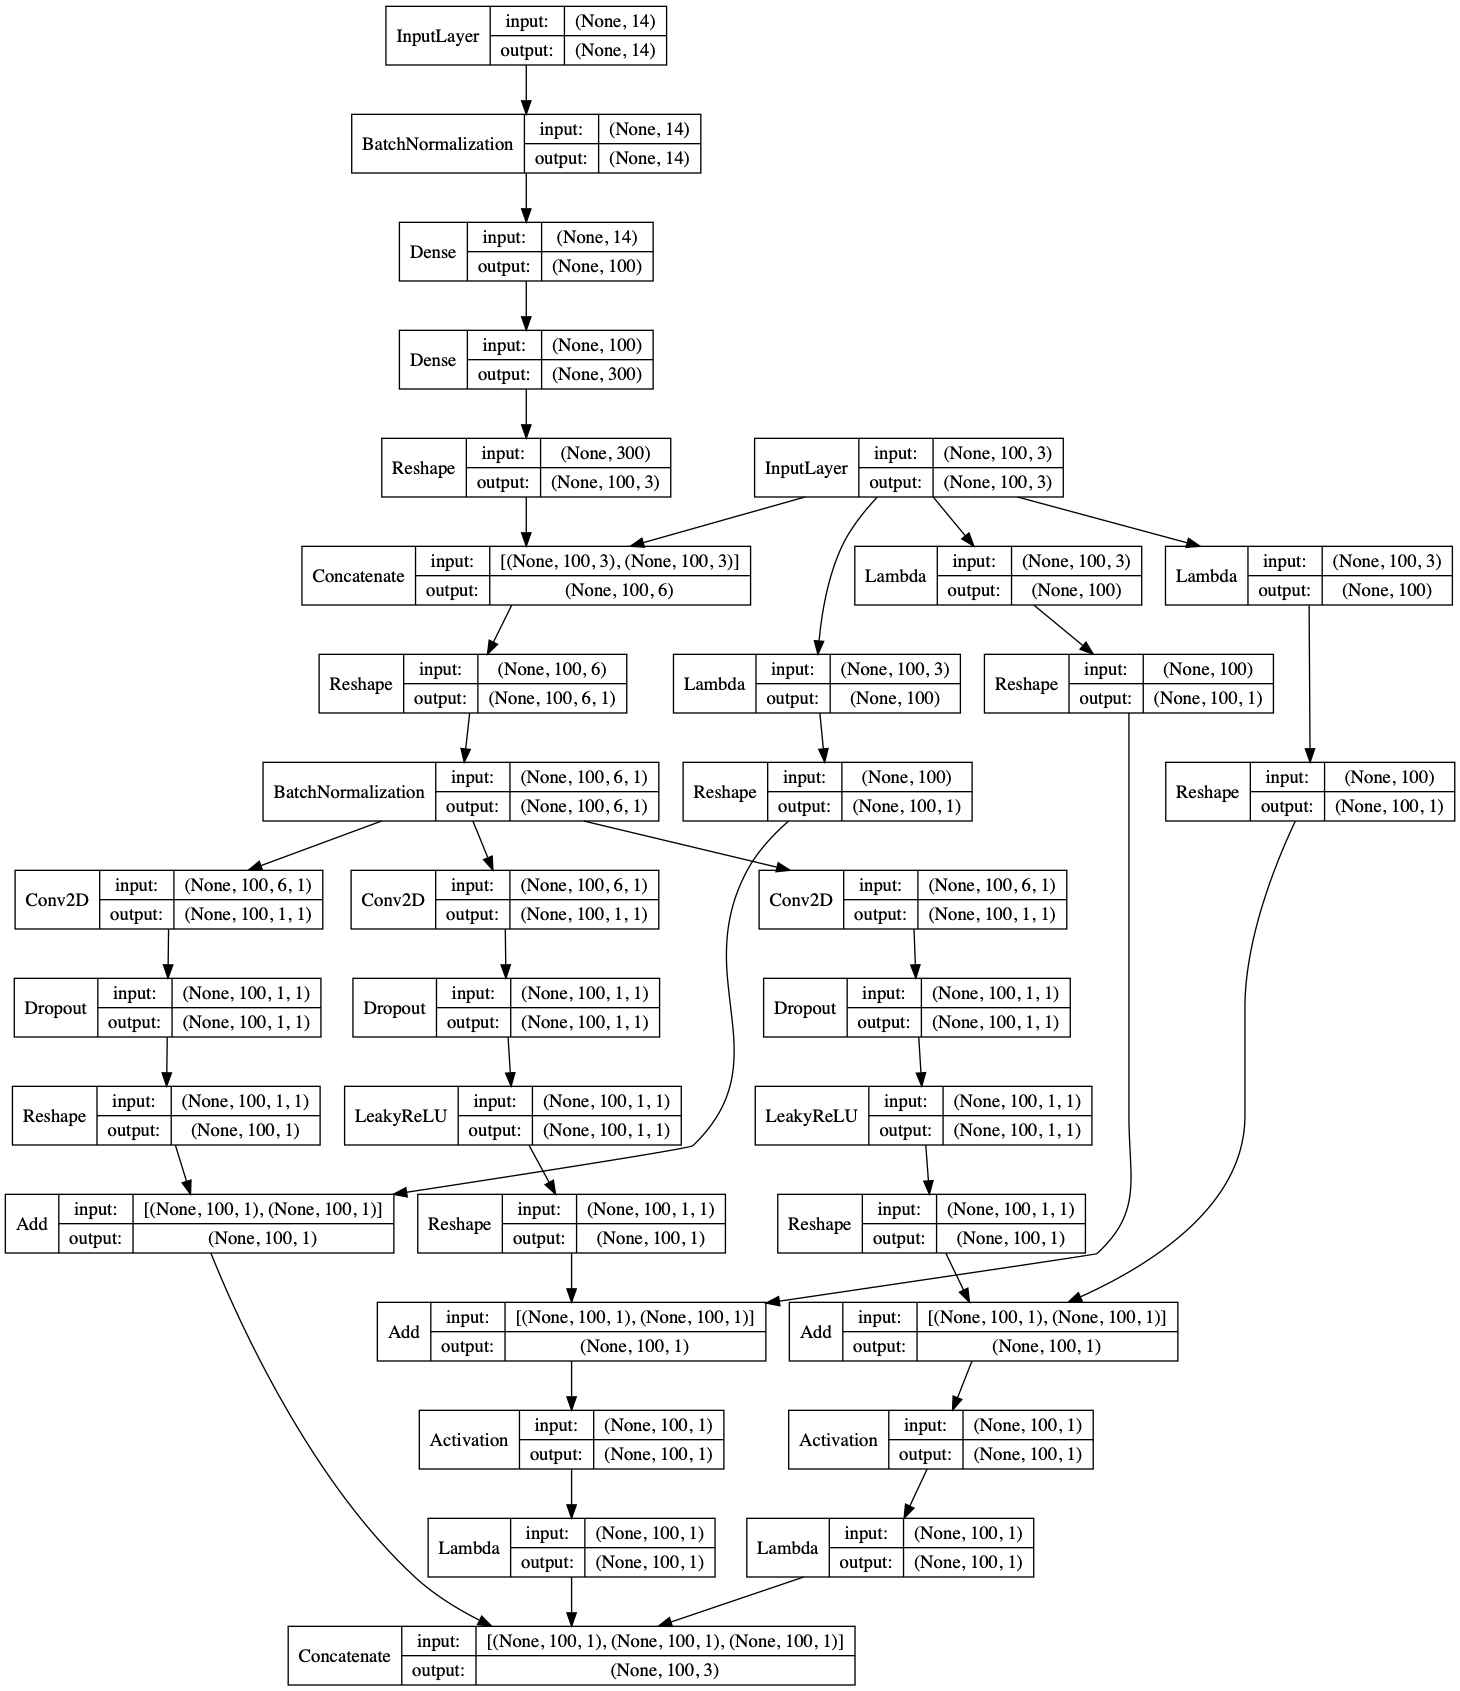 InputLayer input: (None, 14)
output: (None, 14)
BatchNormalization input: (None, 14)
output: (None, 14)
Dense input: (None, 14)
output: (None, 100)
Dense input: (None, 100)
output: (None, 300)
Reshape input: (None, 300)
output: (None, 100, 3)
InputLayer input: (None, 100, 3)
output: (None, 100, 3)
Concatenate input: [(None, 100, 3), (None, 100, 3)]
output: (None, 100, 6)
Lambda input: (None, 100, 3)
output: (None, 100)
Lambda input: (None, 100, 3)
output: (None, 100)
Reshape input: (None, 100, 6)
output: (None, 100, 6, 1)
Lambda input: (None, 100, 3)
output: (None, 100)
Reshape input: (None, 100)
output: (None, 100, 1)
BatchNormalization input: (None, 100, 6, 1)
output: (None, 100, 6, 1)
Reshape input: (None, 100)
output: (None, 100, 1)
Reshape input: (None, 100)
output: (None, 100, 1)
Conv2D input: (None, 100, 6, 1)
output: (None, 100, 1, 1)
Conv2D input: (None, 100, 6, 1)
output: (None, 100, 1, 1)
Conv2D input: (None, 100, 6, 1)
output: (None, 100, 1, 1)
Dropout input: (None, 100, 1, 1)
output: (None, 100, 1, 1)
Dropout input: (None, 100, 1, 1)
output: (None, 100, 1, 1)
Dropout input: (None, 100, 1, 1)
output: (None, 100, 1, 1)
Reshape input: (None, 100, 1, 1)
output: (None, 100, 1)
LeakyReLU input: (None, 100, 1, 1)
output: (None, 100, 1, 1)
LeakyReLU input: (None, 100, 1, 1)
output: (None, 100, 1, 1)
Add input: [(None, 100, 1), (None, 100, 1)]
output: (None, 100, 1)
Reshape input: (None, 100, 1, 1)
output: (None, 100, 1)
Reshape input: (None, 100, 1, 1)
output: (None, 100, 1)
Add input: [(None, 100, 1), (None, 100, 1)]
output: (None, 100, 1)
Add input: [(None, 100, 1), (None, 100, 1)]
output: (None, 100, 1)
Activation input: (None, 100, 1)
output: (None, 100, 1)
Activation input: (None, 100, 1)
output: (None, 100, 1)
Lambda input: (None, 100, 1)
output: (None, 100, 1)
Lambda input: (None, 100, 1)
output: (None, 100, 1)
Concatenate input: [(None, 100, 1), (None, 100, 1), (None, 100, 1)]
output: (None, 100, 3)